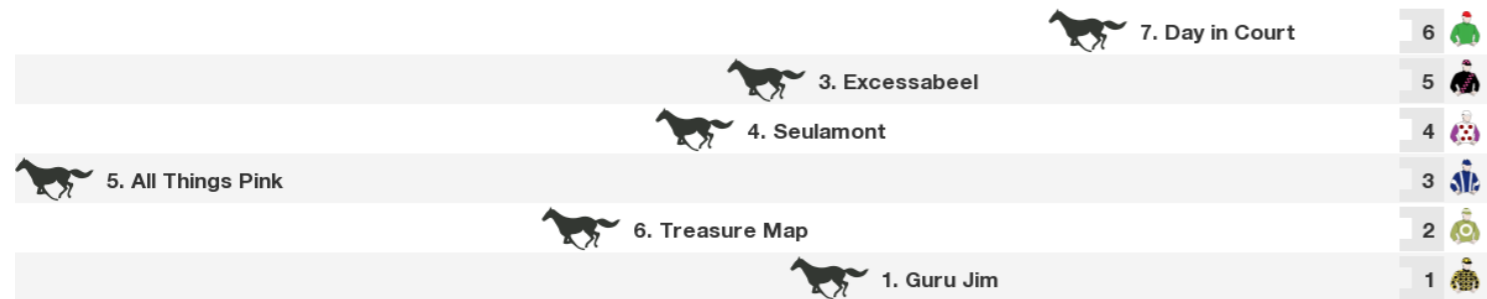 7. Day in Court 6
3. Excessabeel 5
4. Seulamont 4
5. All Things Pink 3
6. Treasure Map 2
1. Guru Jim 1